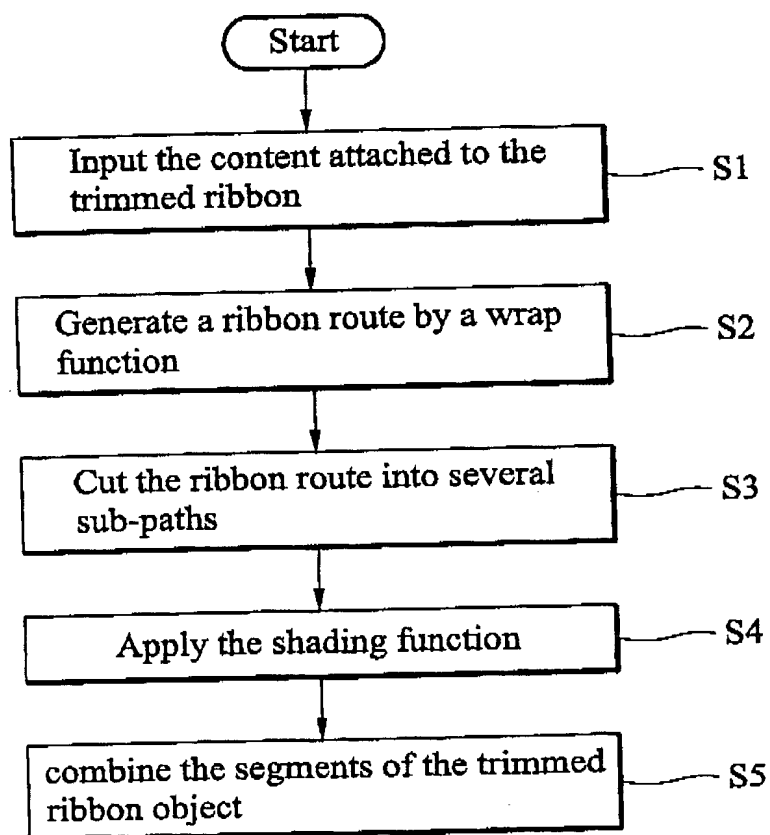 Start
Input the content attached to the
trimmed ribbon
S1
Generate a ribbon route by a wrap
function
S2
Cut the ribbon route into several
sub-paths
S3
Apply the shading function
S4
combine the segments of the trimmed
ribbon object
S5